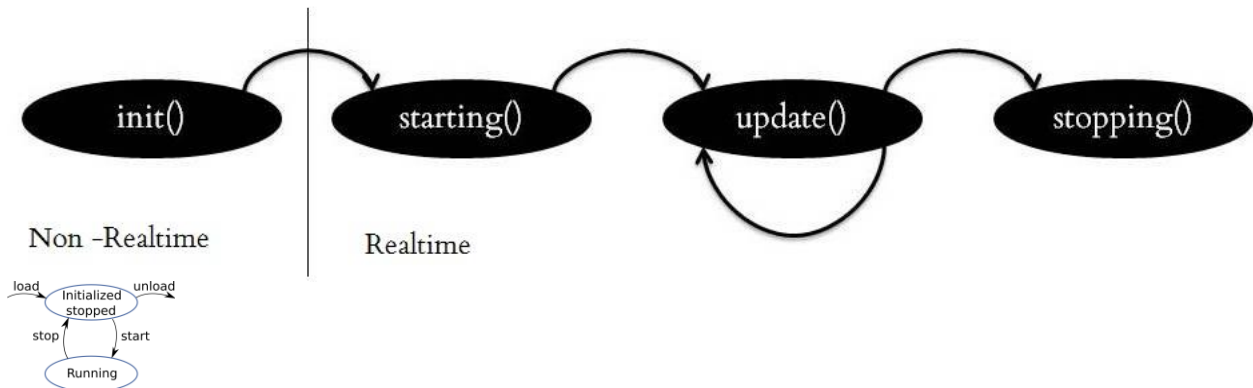 init()
starting()
update()
stopping()
Non -Realtime
Realtime
load
Initialized
stopped
unload
stop
start
Running